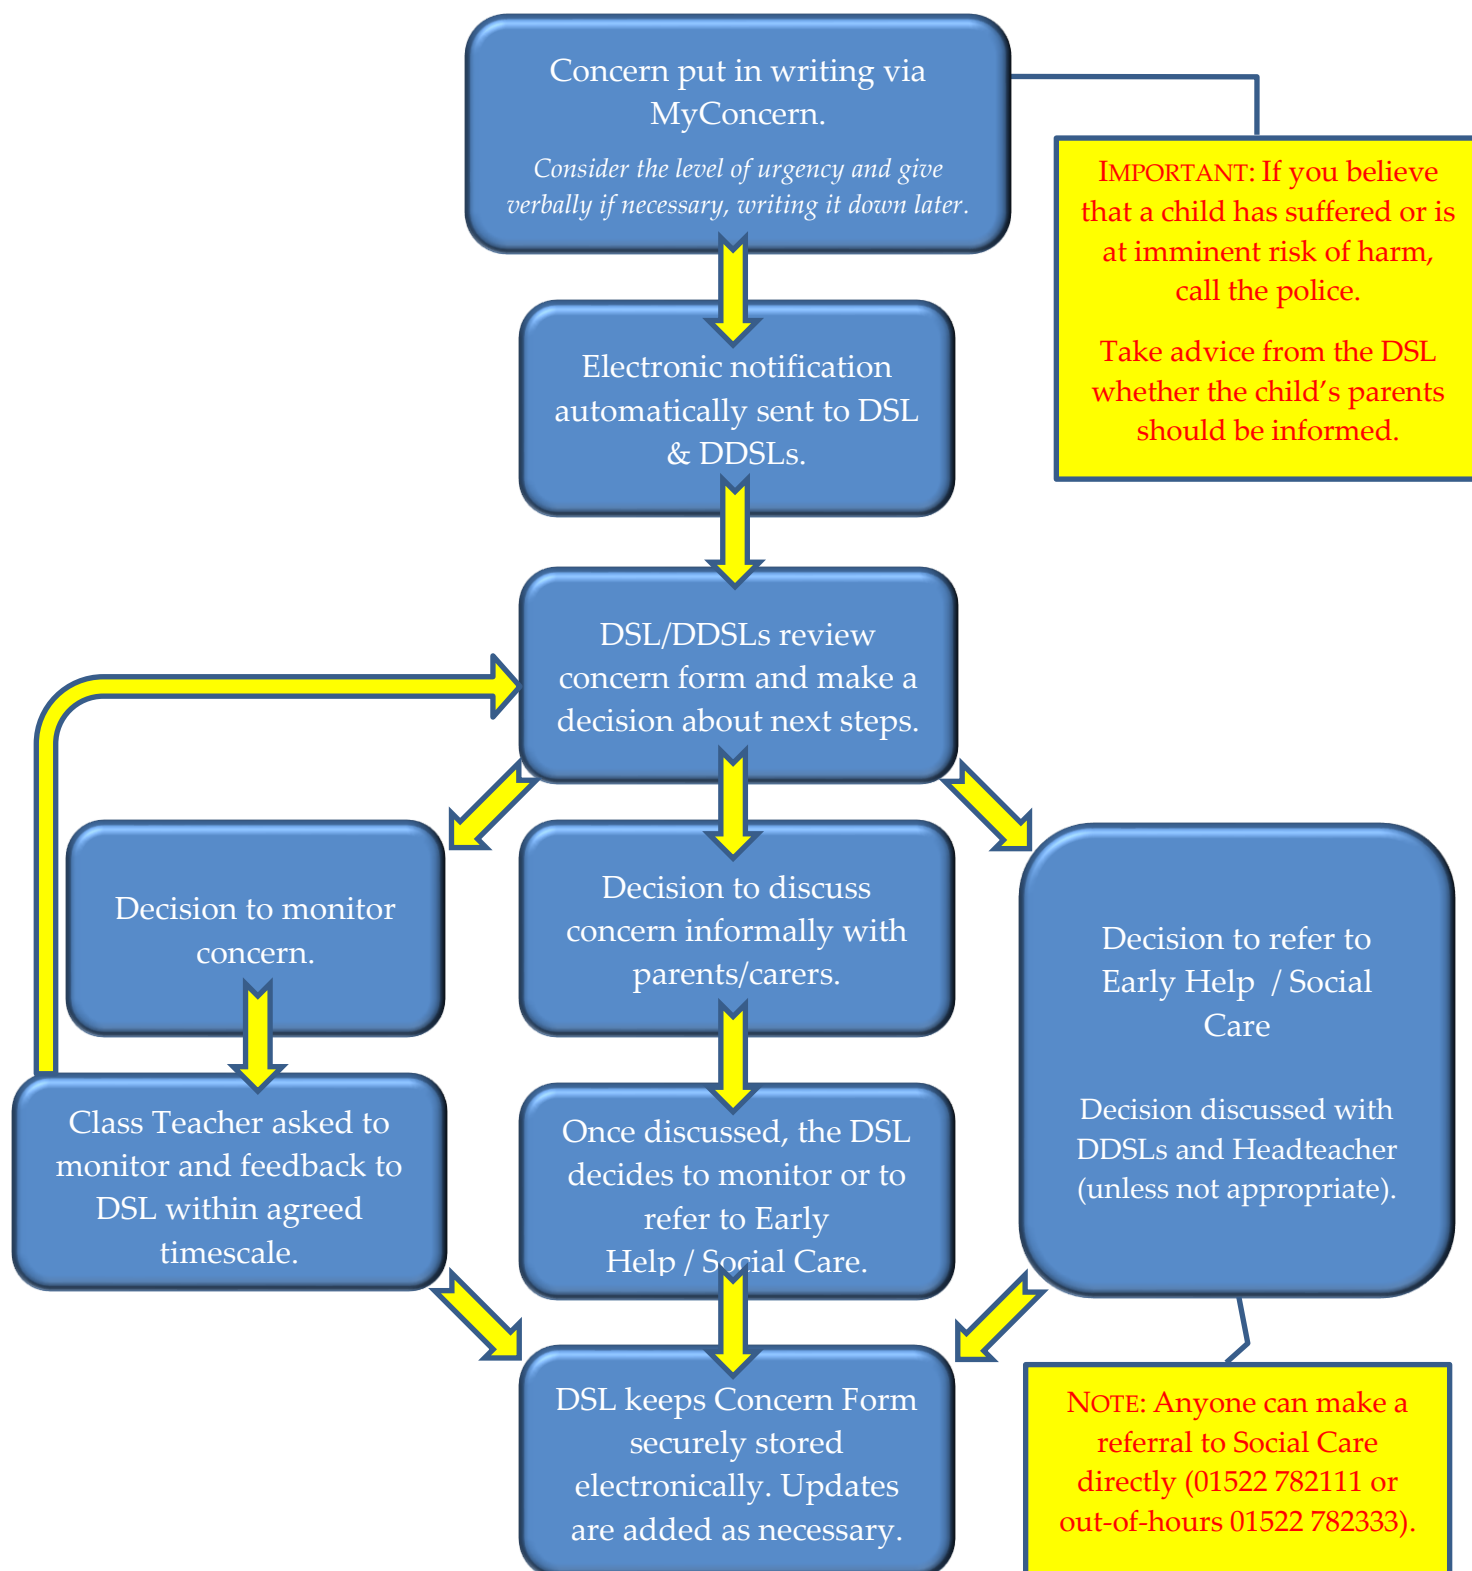 Concern put in writing via
MyConcern.
Consider the level of urgency and give
verbally if necessary, writing it down later.
IMPORTANT: If you believe
that a child has suffered or is
at imminent risk of harm,
call the police.
Take advice from the DSL
whether the child’s parents
should be informed.
Electronic notification
automatically sent to DSL
& DDSLs.
DSL/DDSLs review
concern form and make a
decision about next steps.
Decision to monitor
concern.
Decision to discuss
concern informally with
parents/carers.
Decision to refer to
Early Help / Social
Care
Decision discussed with
DDSLs and Headteacher
(unless not appropriate).
Class Teacher asked to
monitor and feedback to
DSL within agreed
timescale.
Once discussed, the DSL
decides to monitor or to
refer to Early
Help / Social Care.
DSL keeps Concern Form
securely stored
electronically. Updates
are added as necessary.
NOTE: Anyone can make a
referral to Social Care
directly (01522 782111 or
out-of-hours 01522 782333).